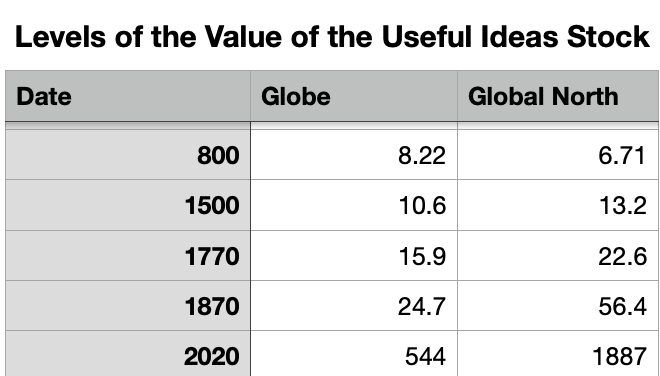 Levels of the Value of the Useful Ideas Stock
Date Globe Global North
800 8.22 6.71
1500 10.6 13.2
1770 15.9 22.6
1870 24.7 56.4
2020 544 1887